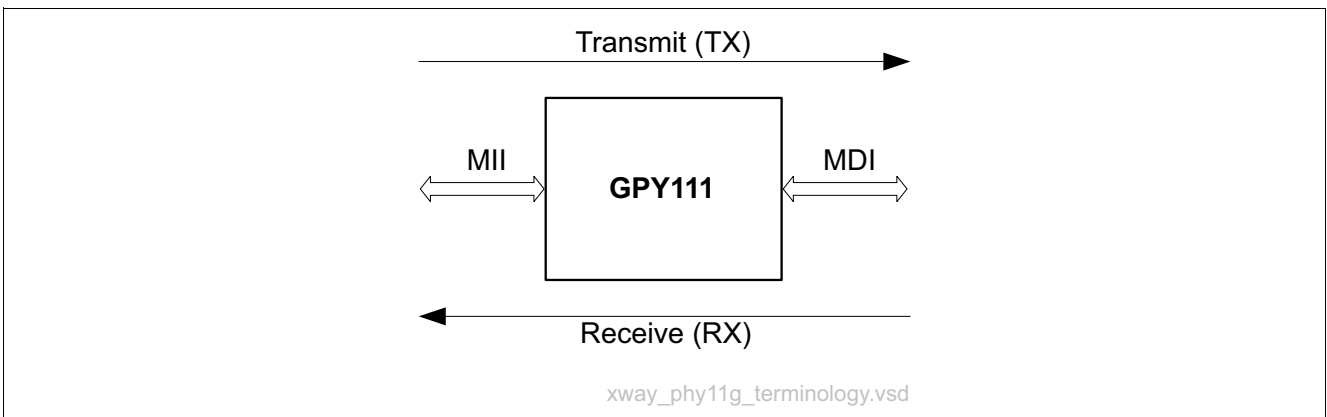 Transmit (TX)
MII
GPY111
MDI
Receive (RX)
xway_phy11g_terminology.vsd